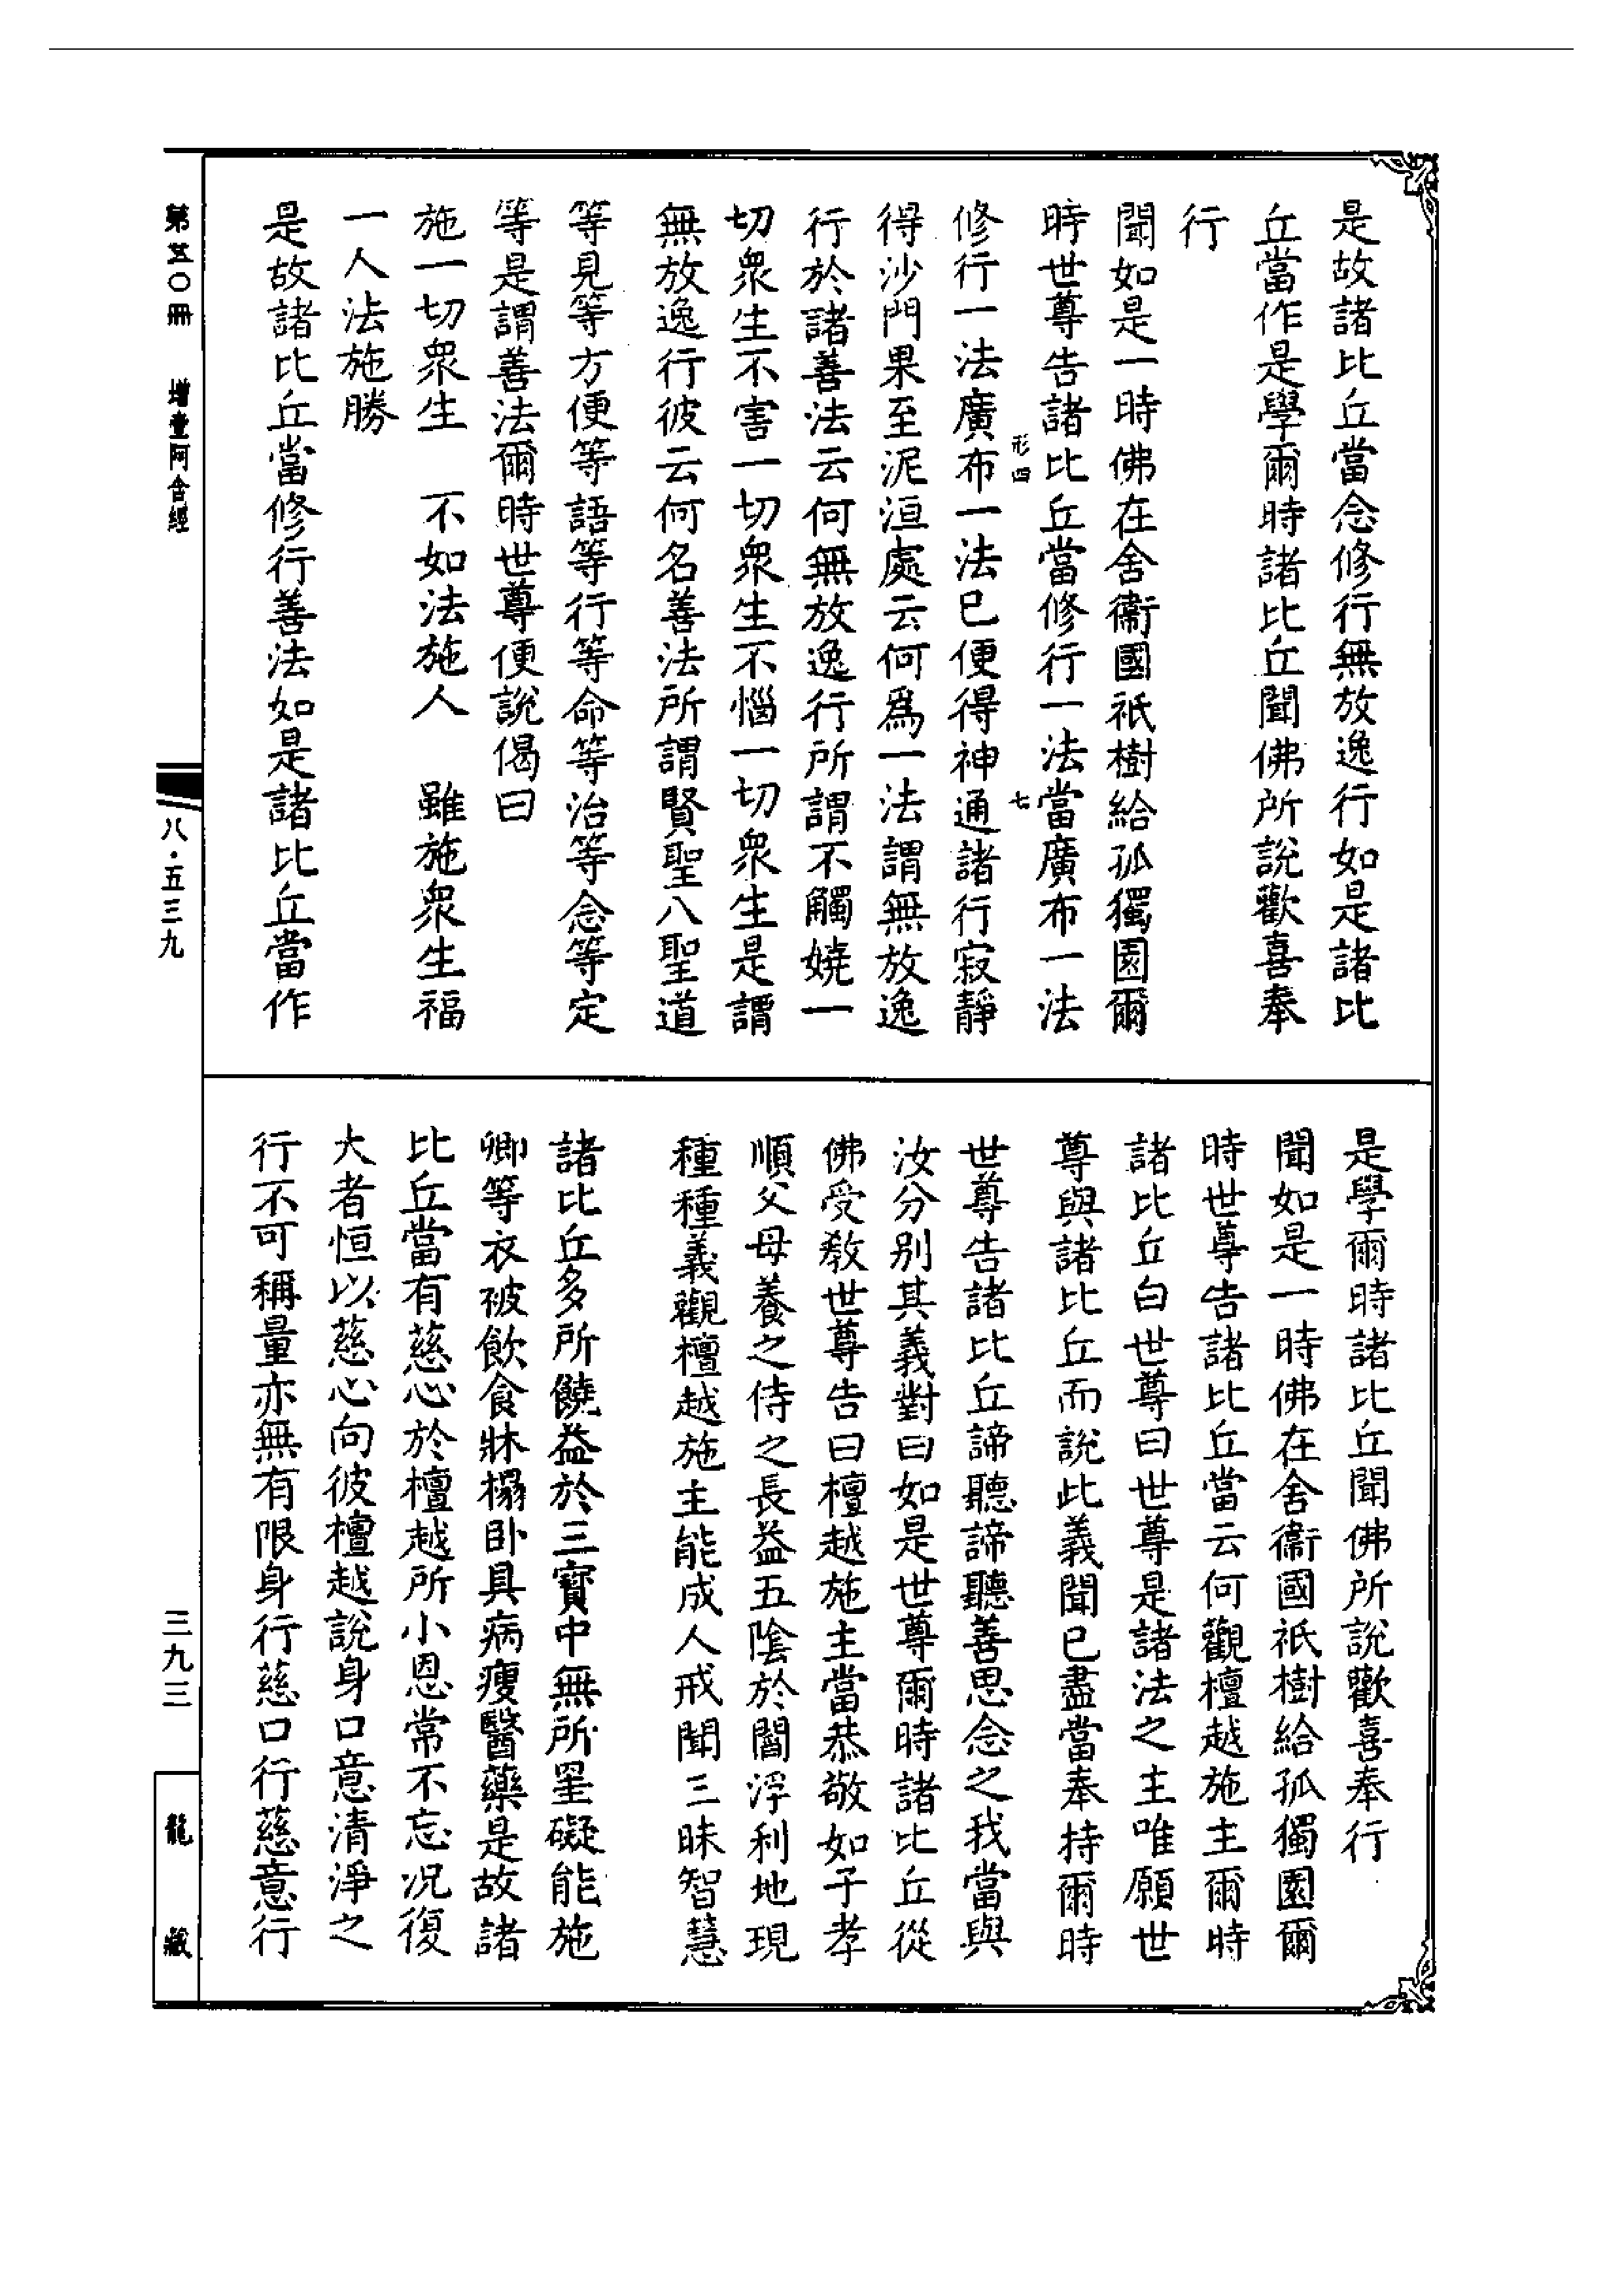 是故諸比丘當念修行無放逸行如是諸比
丘當作是學爾時諸比丘聞佛所說歡喜奉
行
聞如是一時佛在舍衞國祇樹給孤獨園爾
時世尊告諸比丘當修行一法當廣布一法
形四 七
修行一法廣布一法已便得神通諸行寂靜
得沙門果至泥洹處云何爲一法謂無放逸
行於諸善法云何無放逸行所謂不觸嬈一
切衆生不害一切衆生不惱一切衆生是謂
無放逸行彼云何名善法所謂賢聖八聖道
等見等方便等語等行等命等治等念等定
等是謂善法爾時世尊便說偈曰
施一切衆生 不如法施人 雖施衆生福
一人法施勝
是故諸比丘當修行善法如是諸比丘當作
是學爾時諸比丘聞佛所說歡喜奉行
聞如是一時佛在舍衞國祇樹給孤獨園爾
時世尊告諸比丘當云何觀檀越施主爾時
諸比丘白世尊曰世尊是諸法之主唯願世
尊與諸比丘而說此義聞已盡當奉持爾時
世尊告諸比丘諦聽諦聽善思念之我當與
汝分別其義對曰如是世尊爾時諸比丘從
佛受教世尊告曰檀越施主當恭敬如子孝
順父母養之侍之長益五陰於閻浮利地現
種種義觀檀越施主能成人戒聞三昧智慧
諸比丘多所饒益於三寶中無所罣礙能施
卿等衣被飲食牀榻卧具病瘦醫藥是故諸
比丘當有慈心於檀越所小恩常不忘況復
大者恒以慈心向彼檀越說身口意清淨之
行不可稱量亦無有限身行慈口行慈意行
第五〇冊 增壹阿含經
八·五三九
三九三
龍藏